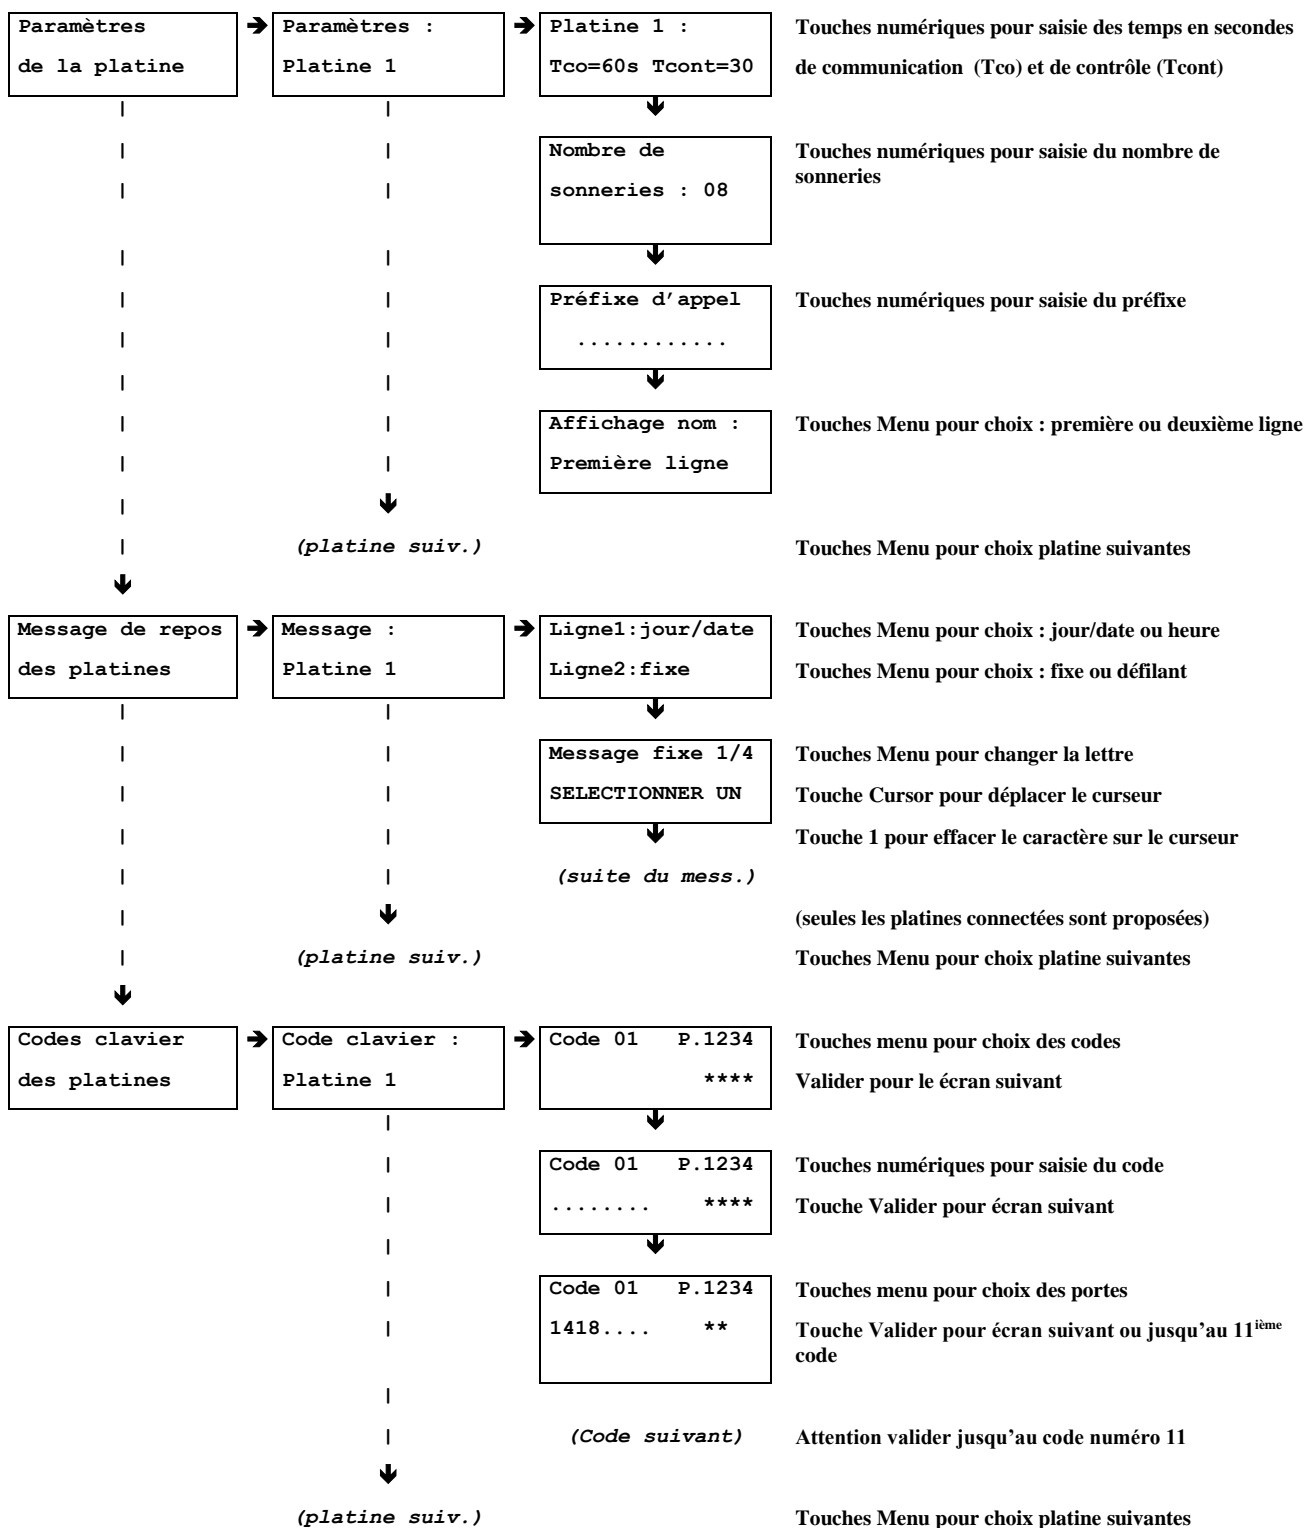 Paramètres
de la platine
Paramètres :
Platine 1
Platine 1 :
Tco=60s Tcont=30
Touches numériques pour saisie des temps en secondes
de communication (Tco) et de contrôle (Tcont)
Nombre de
sonneries : 08
Touches numériques pour saisie du nombre de
sonneries
Préfixe d’appel
............
Touches numériques pour saisie du préfixe
Affichage nom :
Première ligne
Touches Menu pour choix : première ou deuxième ligne
(platine suiv.)
Touches Menu pour choix platine suivantes
Message de repos
des platines
Message :
Platine 1
Ligne1:jour/date
Ligne2:fixe
Touches Menu pour choix : jour/date ou heure
Touches Menu pour choix : fixe ou défilant
Message fixe 1/4
SELECTIONNER UN
Touches Menu pour changer la lettre
Touche Cursor pour déplacer le curseur
Touche 1 pour effacer le caractère sur le curseur
(suite du mess.)
(seules les platines connectées sont proposées)
(platine suiv.)
Touches Menu pour choix platine suivantes
Codes clavier
des platines
Code clavier :
Platine 1
Code 01 P.1234
****
Touches menu pour choix des codes
Valider pour le écran suivant
Code 01 P.1234
........ ****
Touches numériques pour saisie du code
Touche Valider pour écran suivant
Code 01 P.1234
1418.... **
Touches menu pour choix des portes
Touche Valider pour écran suivant ou jusqu’au 11ième
code
(Code suivant)
Attention valider jusqu’au code numéro 11
(platine suiv.)
Touches Menu pour choix platine suivantes